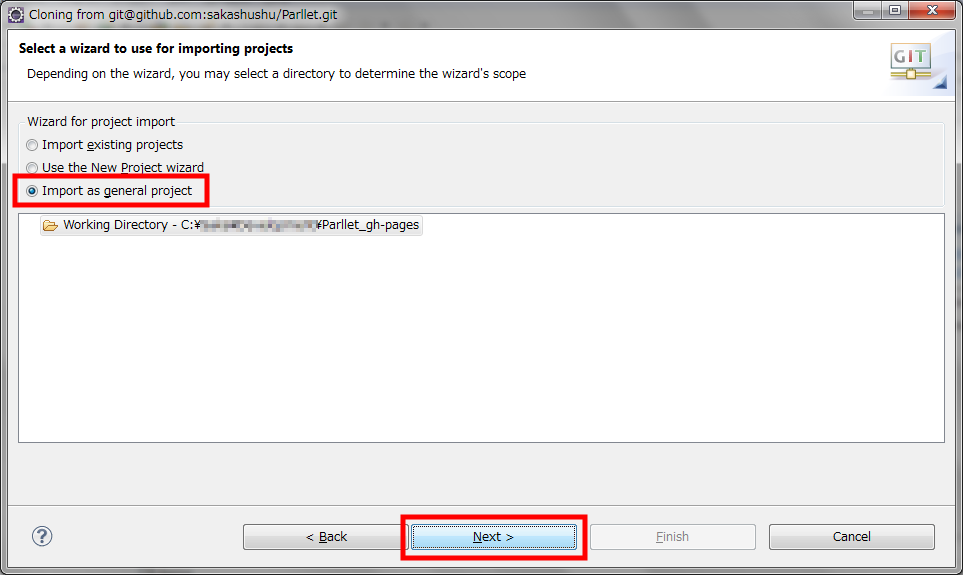 Cloning from git@github.com:sakashushu/Parllet.git
Select a wizard to use for importing projects
Depending on the wizard, you may select a directory to determine the wizard's scope
GIT
Wizard for project import
Import existing projects
Use the New Project wizard
Import as general project
Working Directory - C:¥ ¥Parllet_gh-pages
< Back
Next >
Finish
Cancel